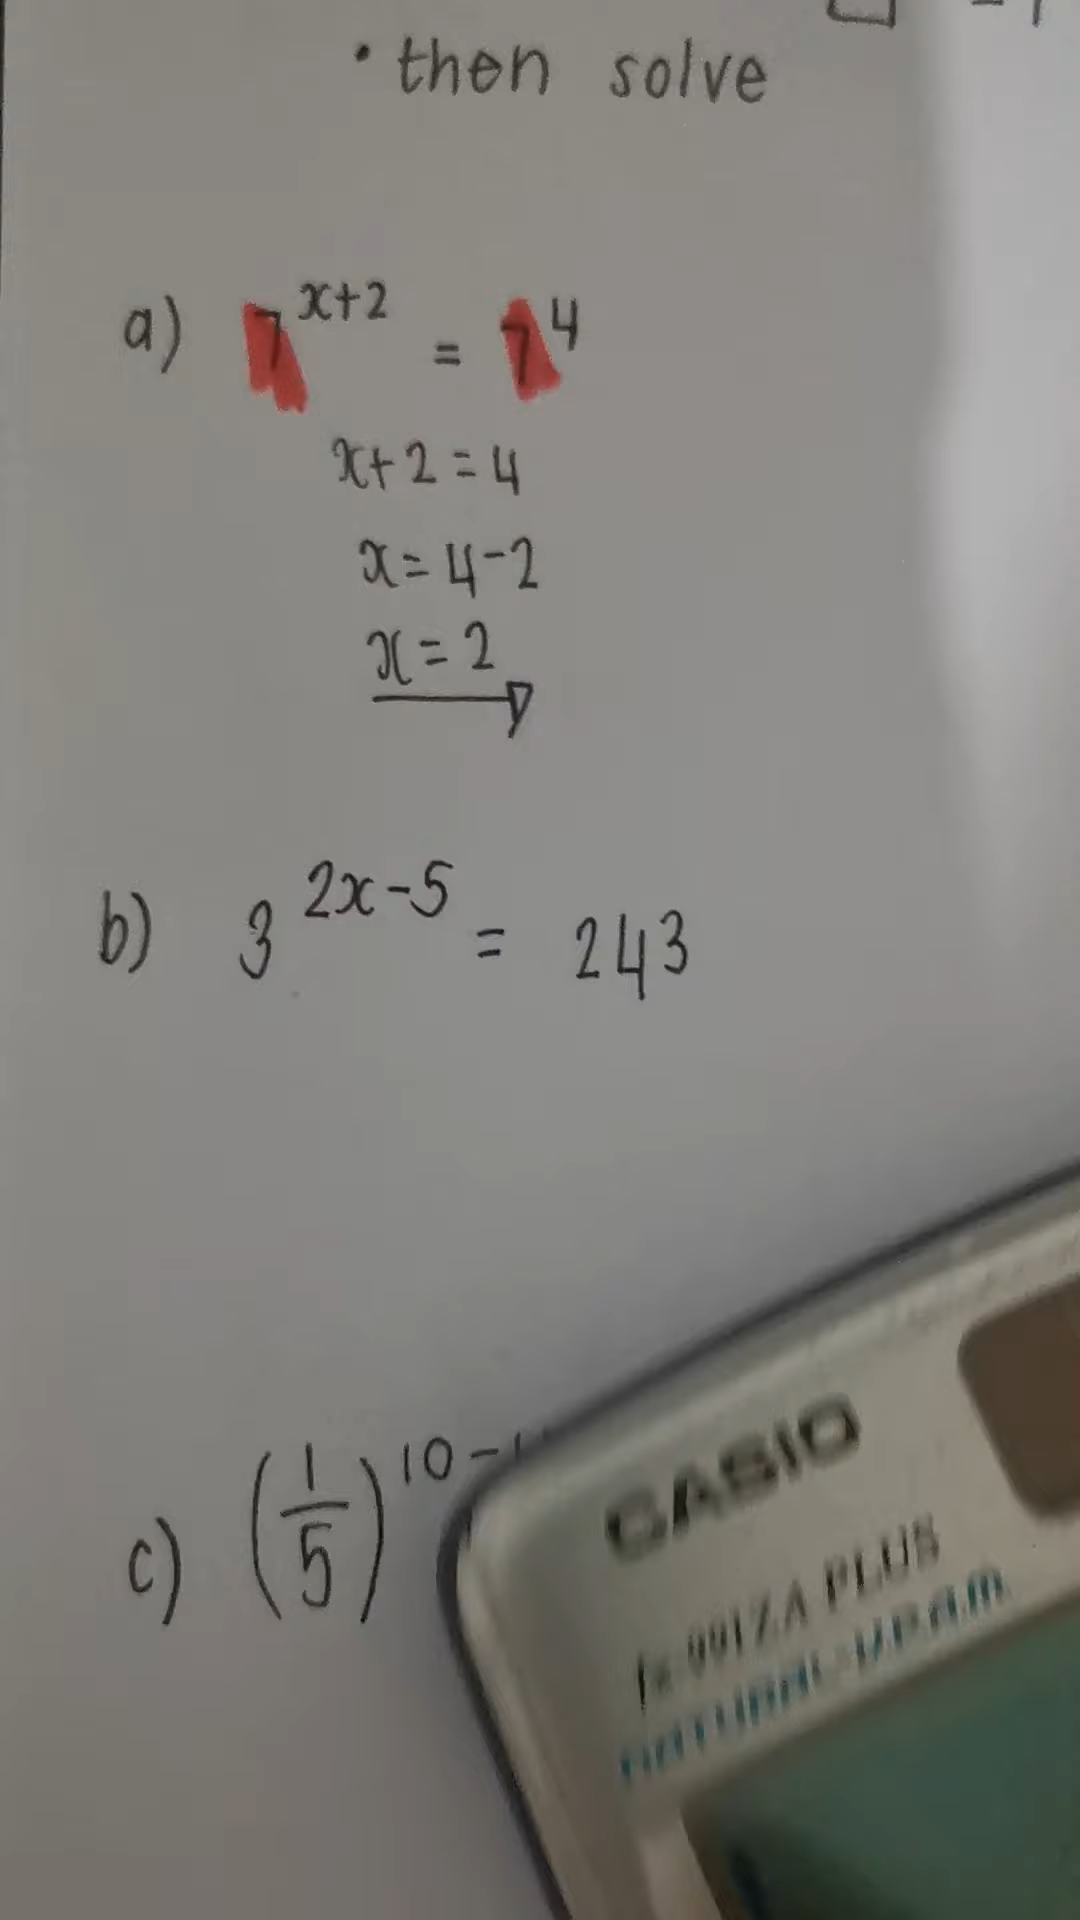 • then solve
a) 7^{x+2} = 7^4
x+2=4
x=4-2
x=2
b) 3^{2x-5} = 243
c) (1/5)^{10-
CASIO
PLUS